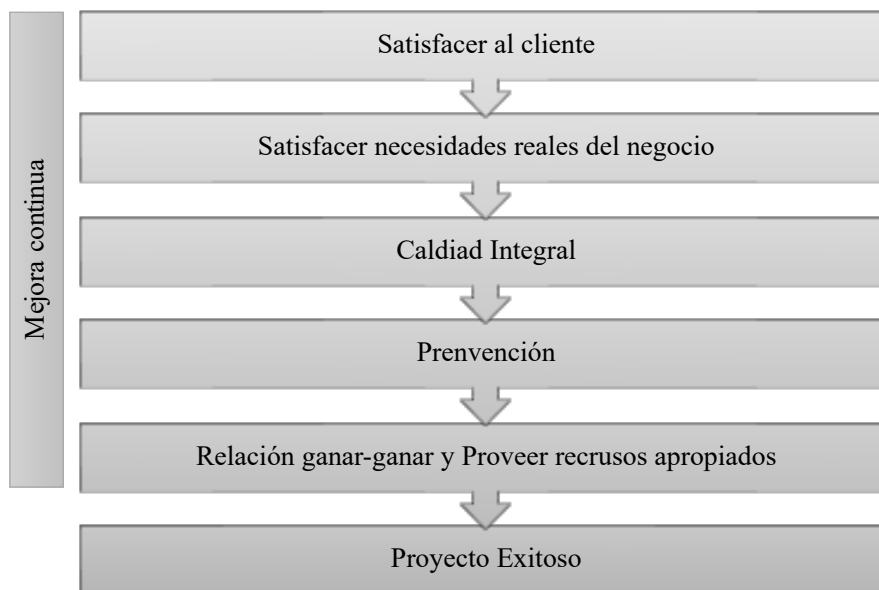 Mejora continua
Satisfacer al cliente
Satisfacer necesidades reales del negocio
Caldiad Integral
Prenvención
Relación ganar-ganar y Proveer recrusos apropiados
Proyecto Exitoso